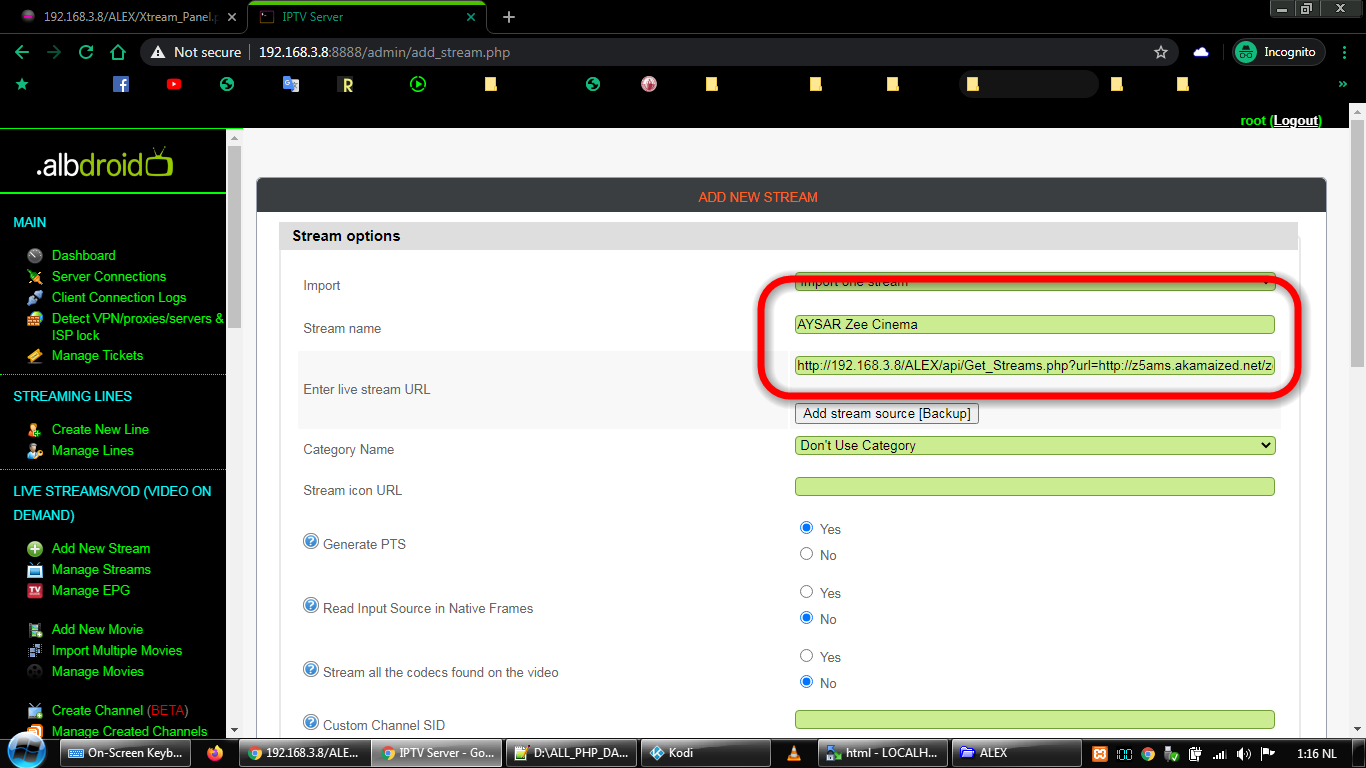 192.168.3.8/ALEX/Xtream_Panel.p
IPTV Server
Not secure
192.168.3.8:8888/admin/add_stream.php
Incognito
root (Logout)
.albdroid
MAIN
Dashboard
Server Connections
Client Connection Logs
Detect VPN/proxies/servers &
ISP lock
Manage Tickets
STREAMING LINES
Create New Line
Manage Lines
LIVE STREAMS/VOD (VIDEO ON
DEMAND)
Add New Stream
Manage Streams
TV
Manage EPG
Add New Movie
Import Multiple Movies
Manage Movies
Create Channel (BETA)
Manage Created Channels
ADD NEW STREAM
Stream options
Import
Import one stream
Stream name
AYSAR Zee Cinema
Enter live stream URL
http://192.168.3.8/ALEX/api/Get_Streams.php?url=http://z5ams.akamaized.net/z
Add stream source [Backup]
Category Name
Don't Use Category
Stream icon URL
Generate PTS
Yes
No
Read Input Source in Native Frames
Yes
No
Stream all the codecs found on the video
Yes
No
Custom Channel SID
On-Screen Keyb...
192.168.3.8/ALE...
IPTV Server - Go...
D:\ALL_PHP_DA...
Kodi
html - LOCALH...
ALEX
100
1:16 NL